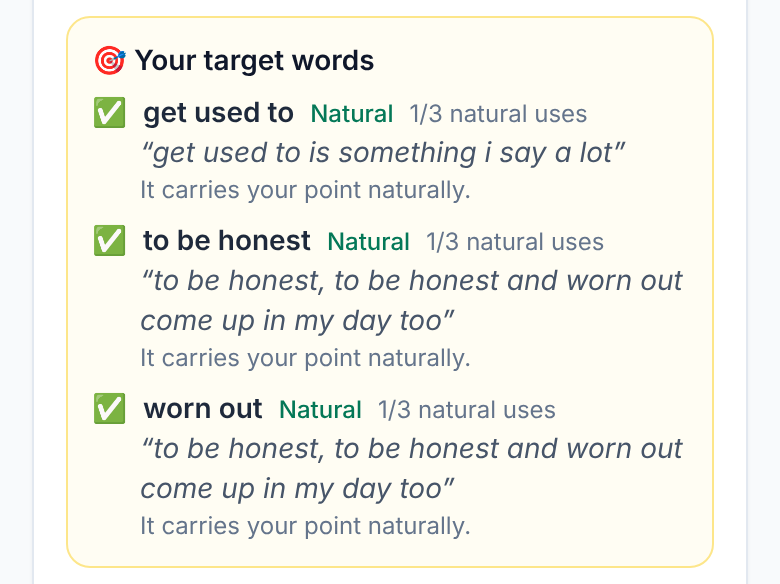 🎯 Your target words
✅ get used to Natural 1/3 natural uses
“get used to is something i say a lot”
It carries your point naturally.
✅ to be honest Natural 1/3 natural uses
“to be honest, to be honest and worn out
come up in my day too”
It carries your point naturally.
✅ worn out Natural 1/3 natural uses
“to be honest, to be honest and worn out
come up in my day too”
It carries your point naturally.